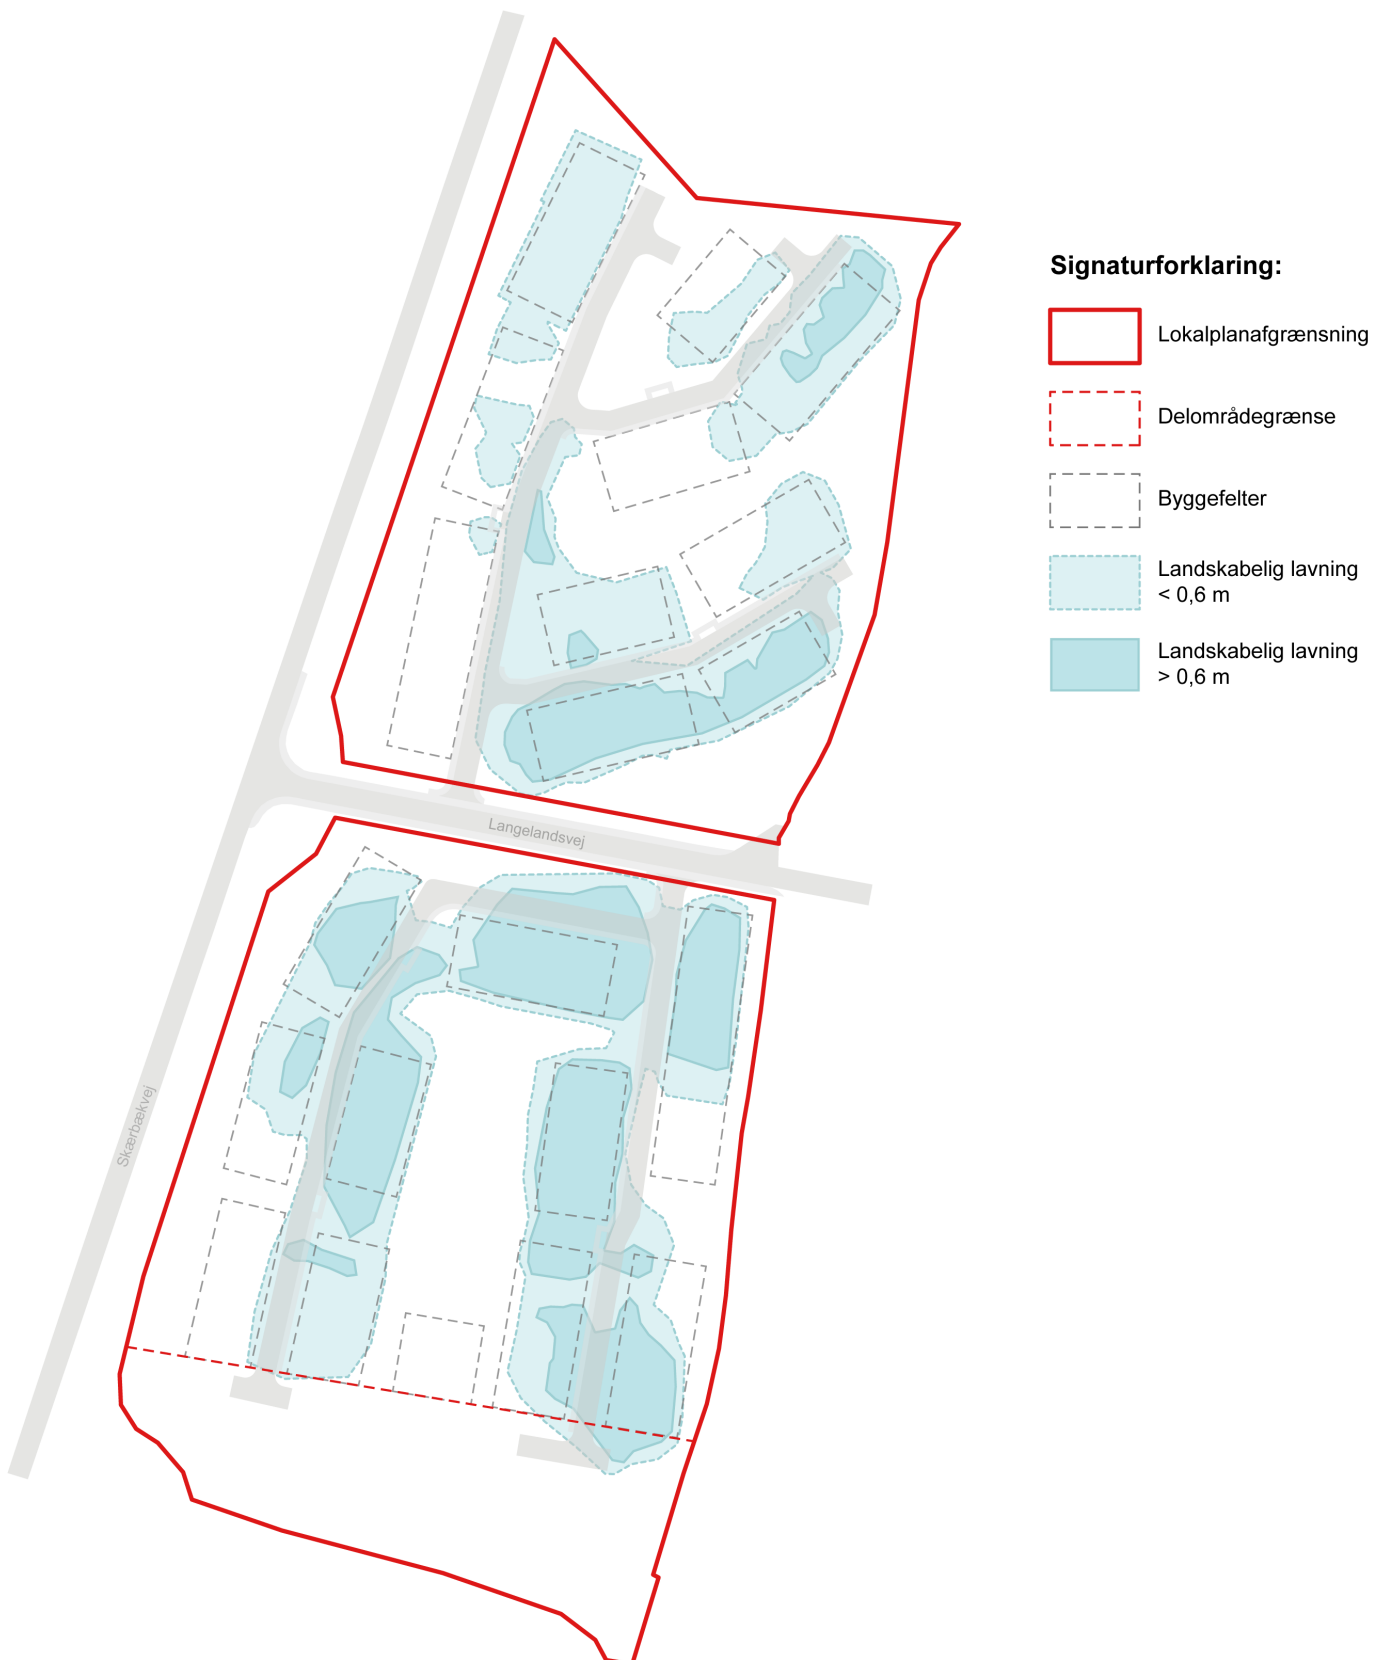 Signaturforklaring:
Lokalplanafgrænsning
Delområdegrænse
Byggefelter
Landskabelig lavning
< 0,6 m
Landskabelig lavning
> 0,6 m
Langelandsvej
Skærbækvej